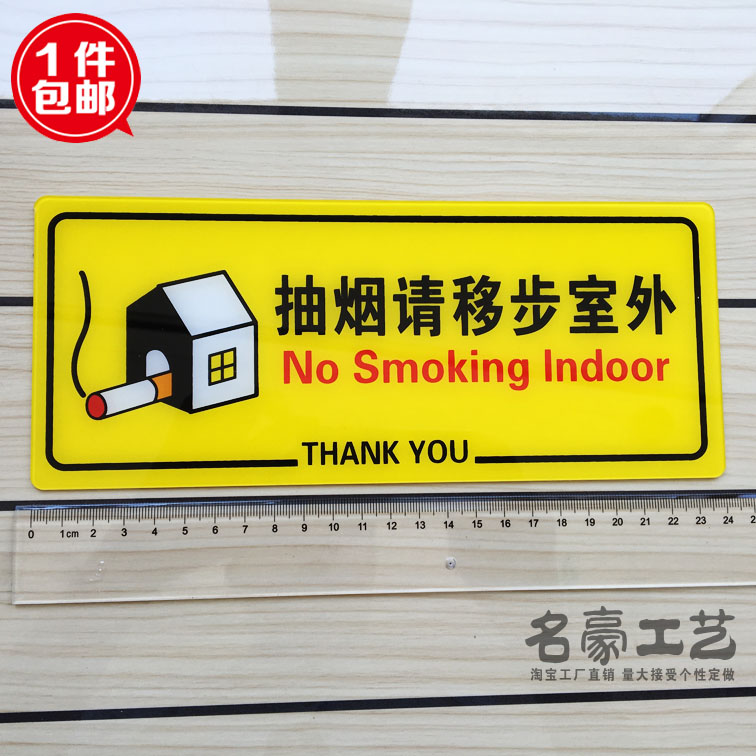 1件
包邮
抽烟请移步室外
No Smoking Indoor
THANK YOU
0 1cm 2 3 4 5 6 7 8 9 10 11 12 13 14 15 16 17 18 19 20 21 22 23 24
名豪工艺
淘宝工厂直销 量大接受个性定做